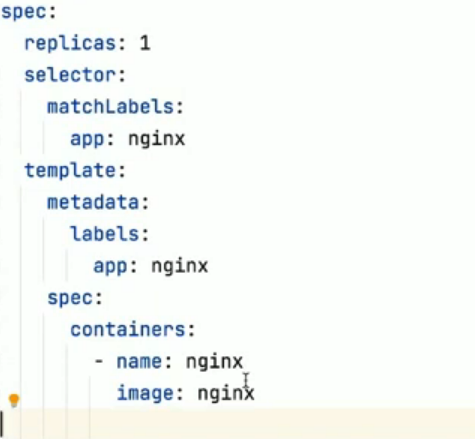 spec:
  replicas: 1
  selector:
    matchLabels:
      app: nginx
  template:
    metadata:
      labels:
        app: nginx
    spec:
      containers:
        - name: nginx
          image: nginx